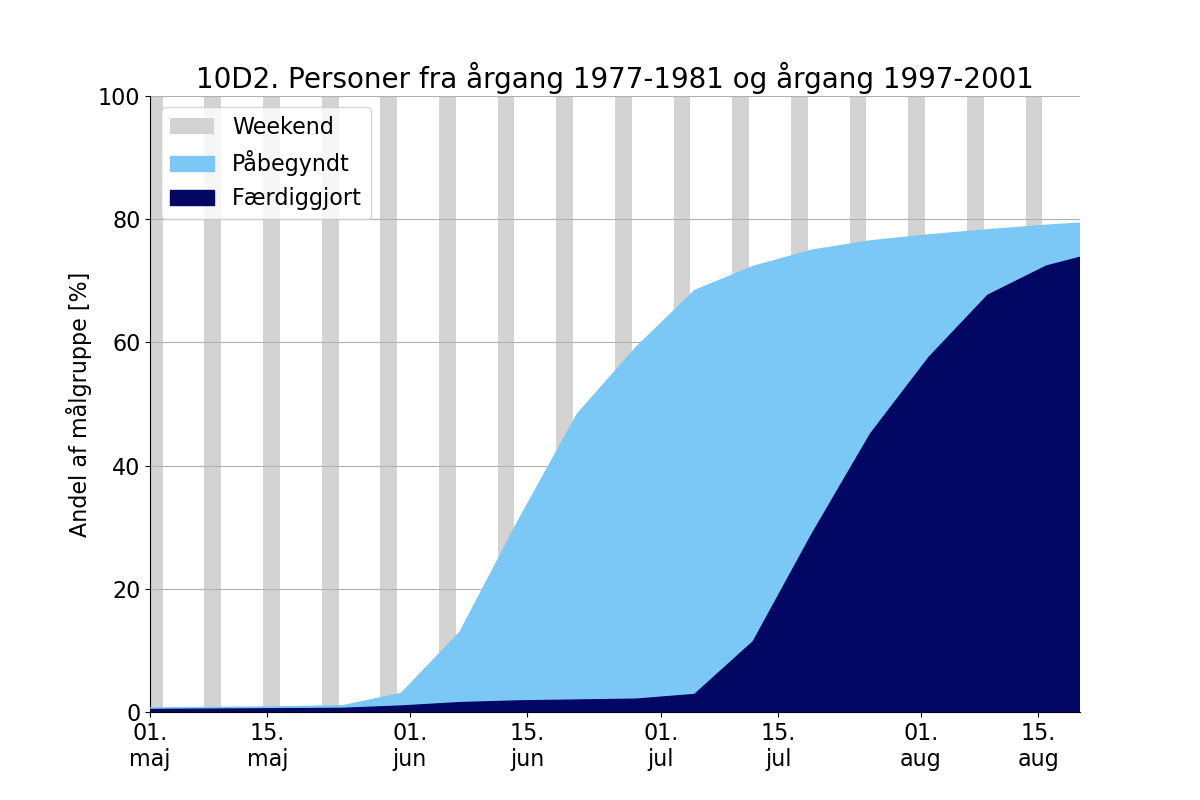 10D2. Personer fra årgang 1977-1981 og årgang 1997-2001
Andel af målgruppe [%]
100
80
60
40
20
0
Weekend
Påbegyndt
Færdiggjort
01.
maj
15.
maj
01.
jun
15.
jun
01.
jul
15.
jul
01.
aug
15.
aug